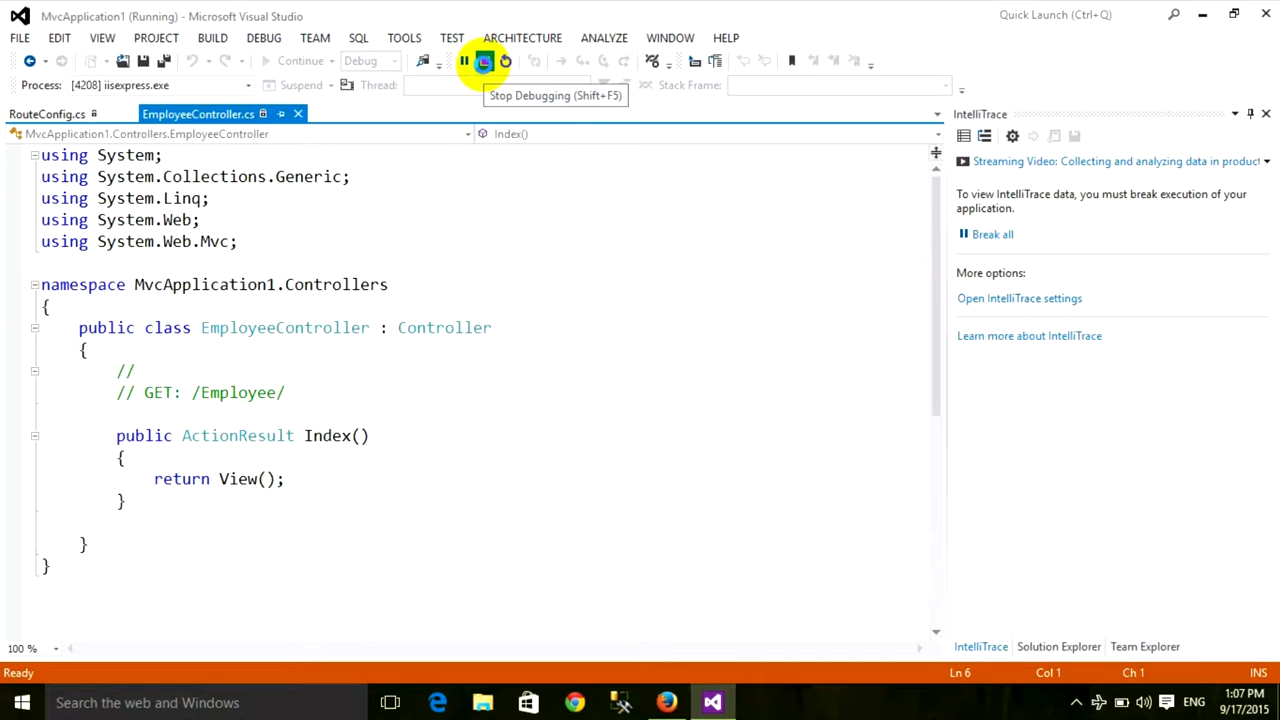 MvcApplication1 (Running) - Microsoft Visual Studio
Quick Launch (Ctrl+Q)
FILE EDIT VIEW PROJECT BUILD DEBUG TEAM SQL TOOLS TEST ARCHITECTURE ANALYZE WINDOW HELP
Continue Debug
Process: [4208] iisexpress.exe Suspend Thread: Stack Frame:
Stop Debugging (Shift+F5)
RouteConfig.cs EmployeeController.cs
IntelliTrace
MvcApplication1.Controllers.EmployeeController Index()
using System;
using System.Collections.Generic;
using System.Linq;
using System.Web;
using System.Web.Mvc;
namespace MvcApplication1.Controllers
{
public class EmployeeController : Controller
{
//
// GET: /Employee/
public ActionResult Index()
{
return View();
}
}
}
Streaming Video: Collecting and analyzing data in product
To view IntelliTrace data, you must break execution of your
application.
Break all
More options:
Open IntelliTrace settings
Learn more about IntelliTrace
100 %
IntelliTrace Solution Explorer Team Explorer
Ready Ln 6 Col 1 Ch 1 INS
Search the web and Windows
ENG
1:07 PM
9/17/2015